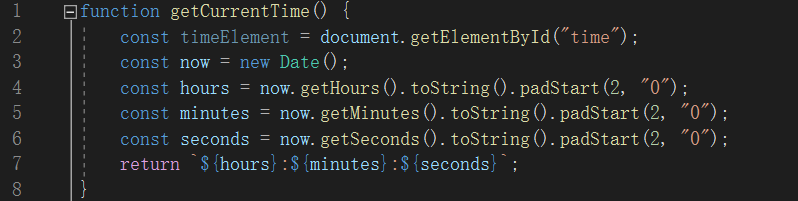 1 function getCurrentTime() {
2 const timeElement = document.getElementById("time");
3 const now = new Date();
4 const hours = now.getHours().toString().padStart(2, "0");
5 const minutes = now.getMinutes().toString().padStart(2, "0");
6 const seconds = now.getSeconds().toString().padStart(2, "0");
7 return `${hours}:${minutes}:${seconds}`;
8 }